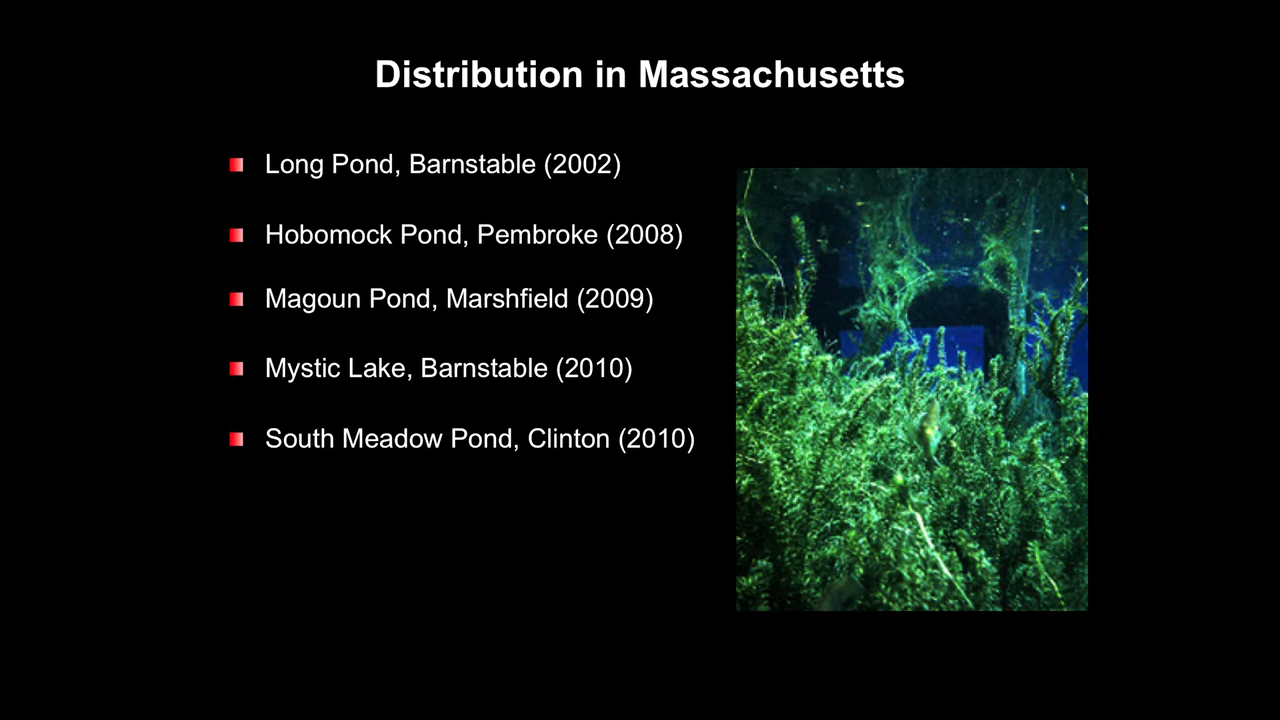 Distribution in Massachusetts
Long Pond, Barnstable (2002)
Hobomock Pond, Pembroke (2008)
Magoun Pond, Marshfield (2009)
Mystic Lake, Barnstable (2010)
South Meadow Pond, Clinton (2010)